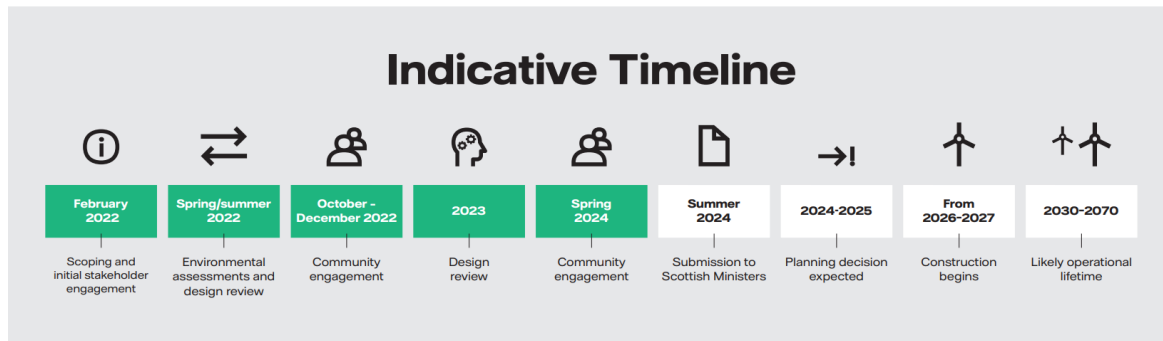 Indicative Timeline
February
2022
Spring/summer
2022
October –
December 2022
2023
Spring
2024
Summer
2024
2024-2025
From
2026-2027
2030-2070
Scoping and
initial stakeholder
engagement
Environmental
assessments and
design review
Community
engagement
Design
review
Community
engagement
Submission to
Scottish Ministers
Planning decision
expected
Construction
begins
Likely operational
lifetime